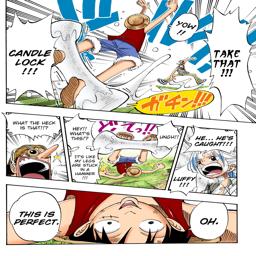 YOW!!
TAKE
THAT!!!
CANDLE
LOCK
!!!
ガチン!!!
HE... HE'S
CAUGHT!!!
LUFFY!!!
HEY!!
WHAT'S
THIS?!
UNGH!!
IT'S LIKE
MY LEGS
ARE STUCK
IN A
HAMMER
!!!
WHAT THE HECK
IS THAT!!?
OH.
THIS IS
PERFECT.